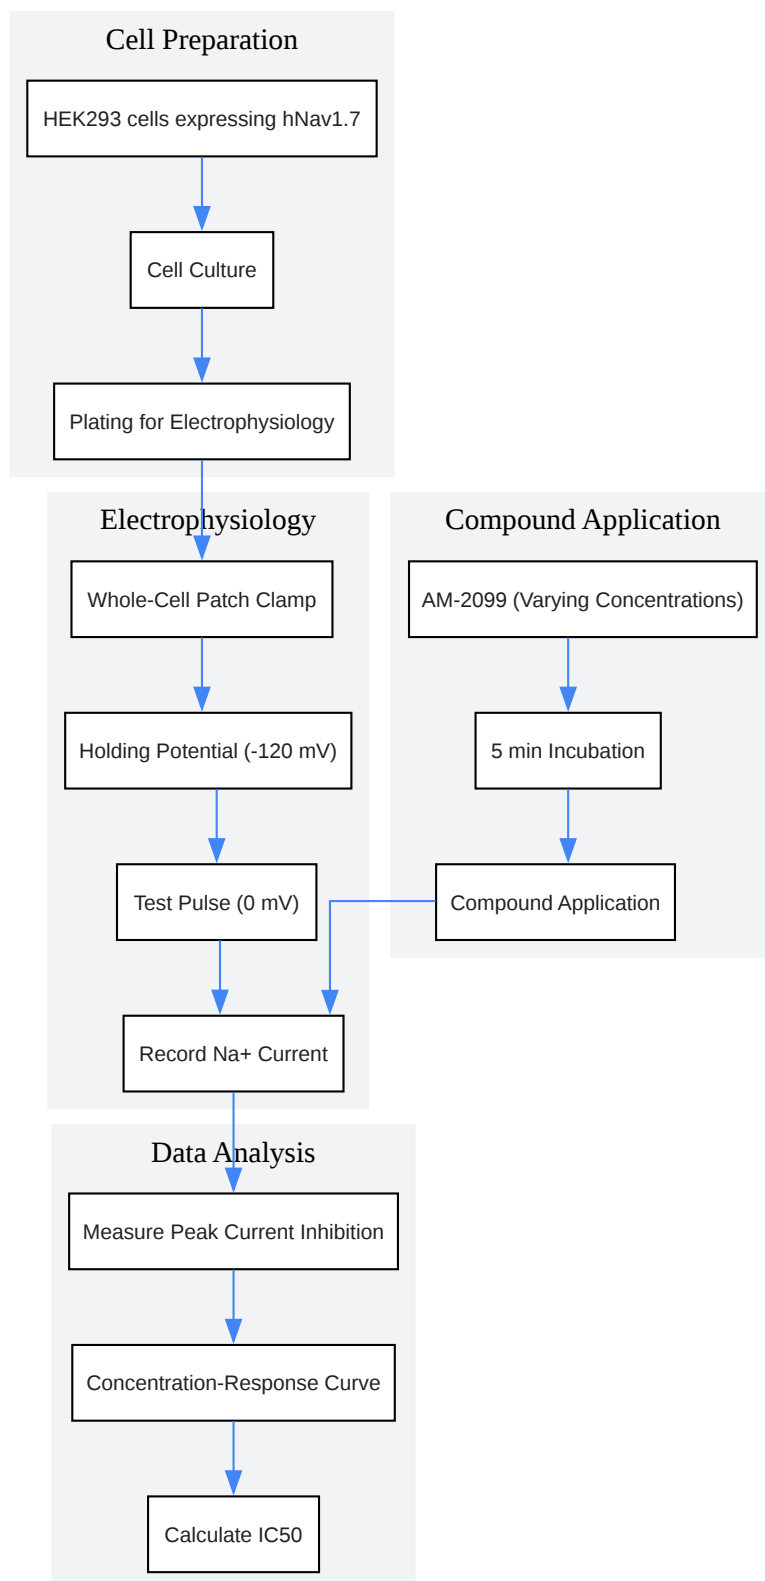 Cell Preparation
HEK293 cells expressing hNav1.7
Cell Culture
Plating for Electrophysiology
Electrophysiology
Whole-Cell Patch Clamp
Holding Potential (-120 mV)
Test Pulse (0 mV)
Record Na+ Current
Compound Application
AM-2099 (Varying Concentrations)
5 min Incubation
Compound Application
Data Analysis
Measure Peak Current Inhibition
Concentration-Response Curve
Calculate IC50